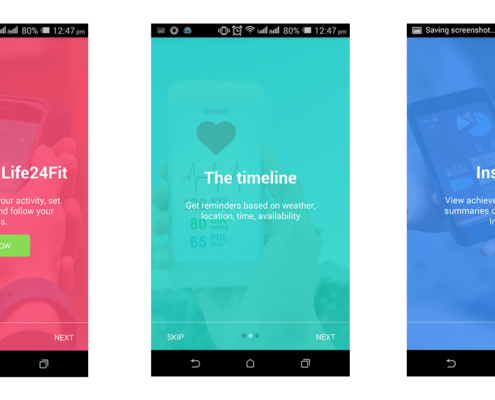 80% 12:47 pm
Life24Fit
your activity, set
nd follow your
s.
OW
NEXT
80% 12:47 pm
The timeline
Get reminders based on weather,
location, time, availability
80
65 PUL
SKIP
NEXT
Saving screenshot...
Ins
View achieve
summaries o
In